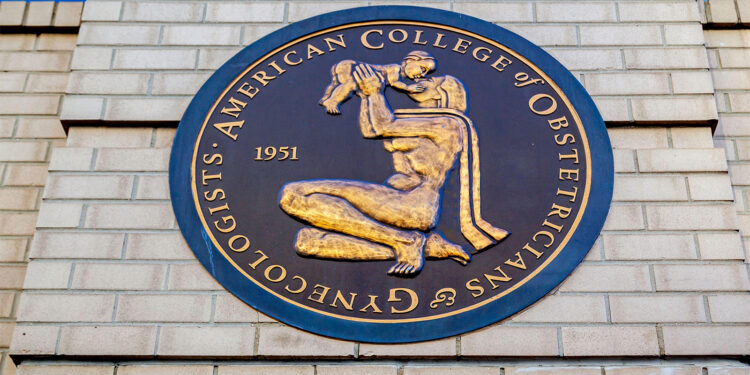 American College of Obstetricians & Gynecologists ·
1951